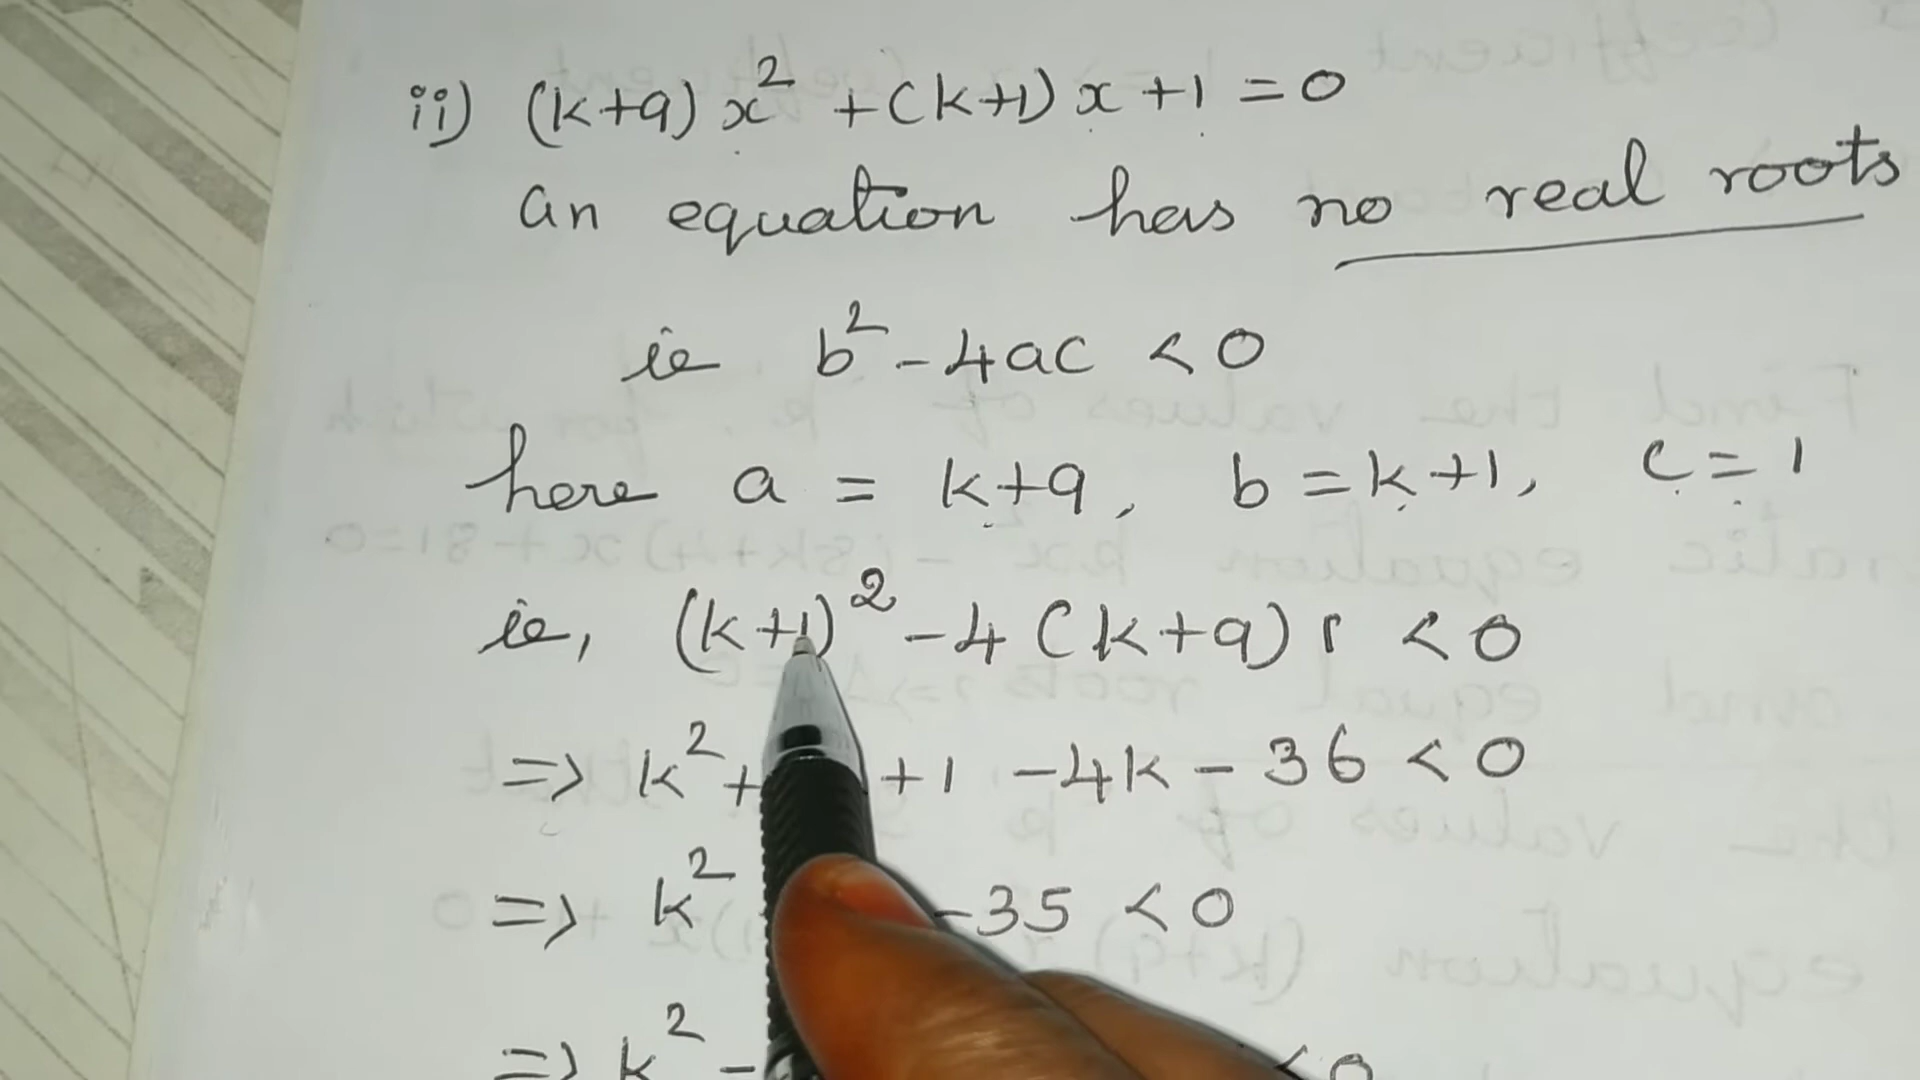 ii) (k+9)x² + (k+1)x + 1 = 0
an equation has no real roots
ie b² - 4ac < 0
here a = k+9, b = k+1, c = 1
ie, (k+1)² - 4(k+9)1 < 0
=> k² + +1 - 4k - 36 < 0
=> k² - 35 < 0
=> k² - < 0